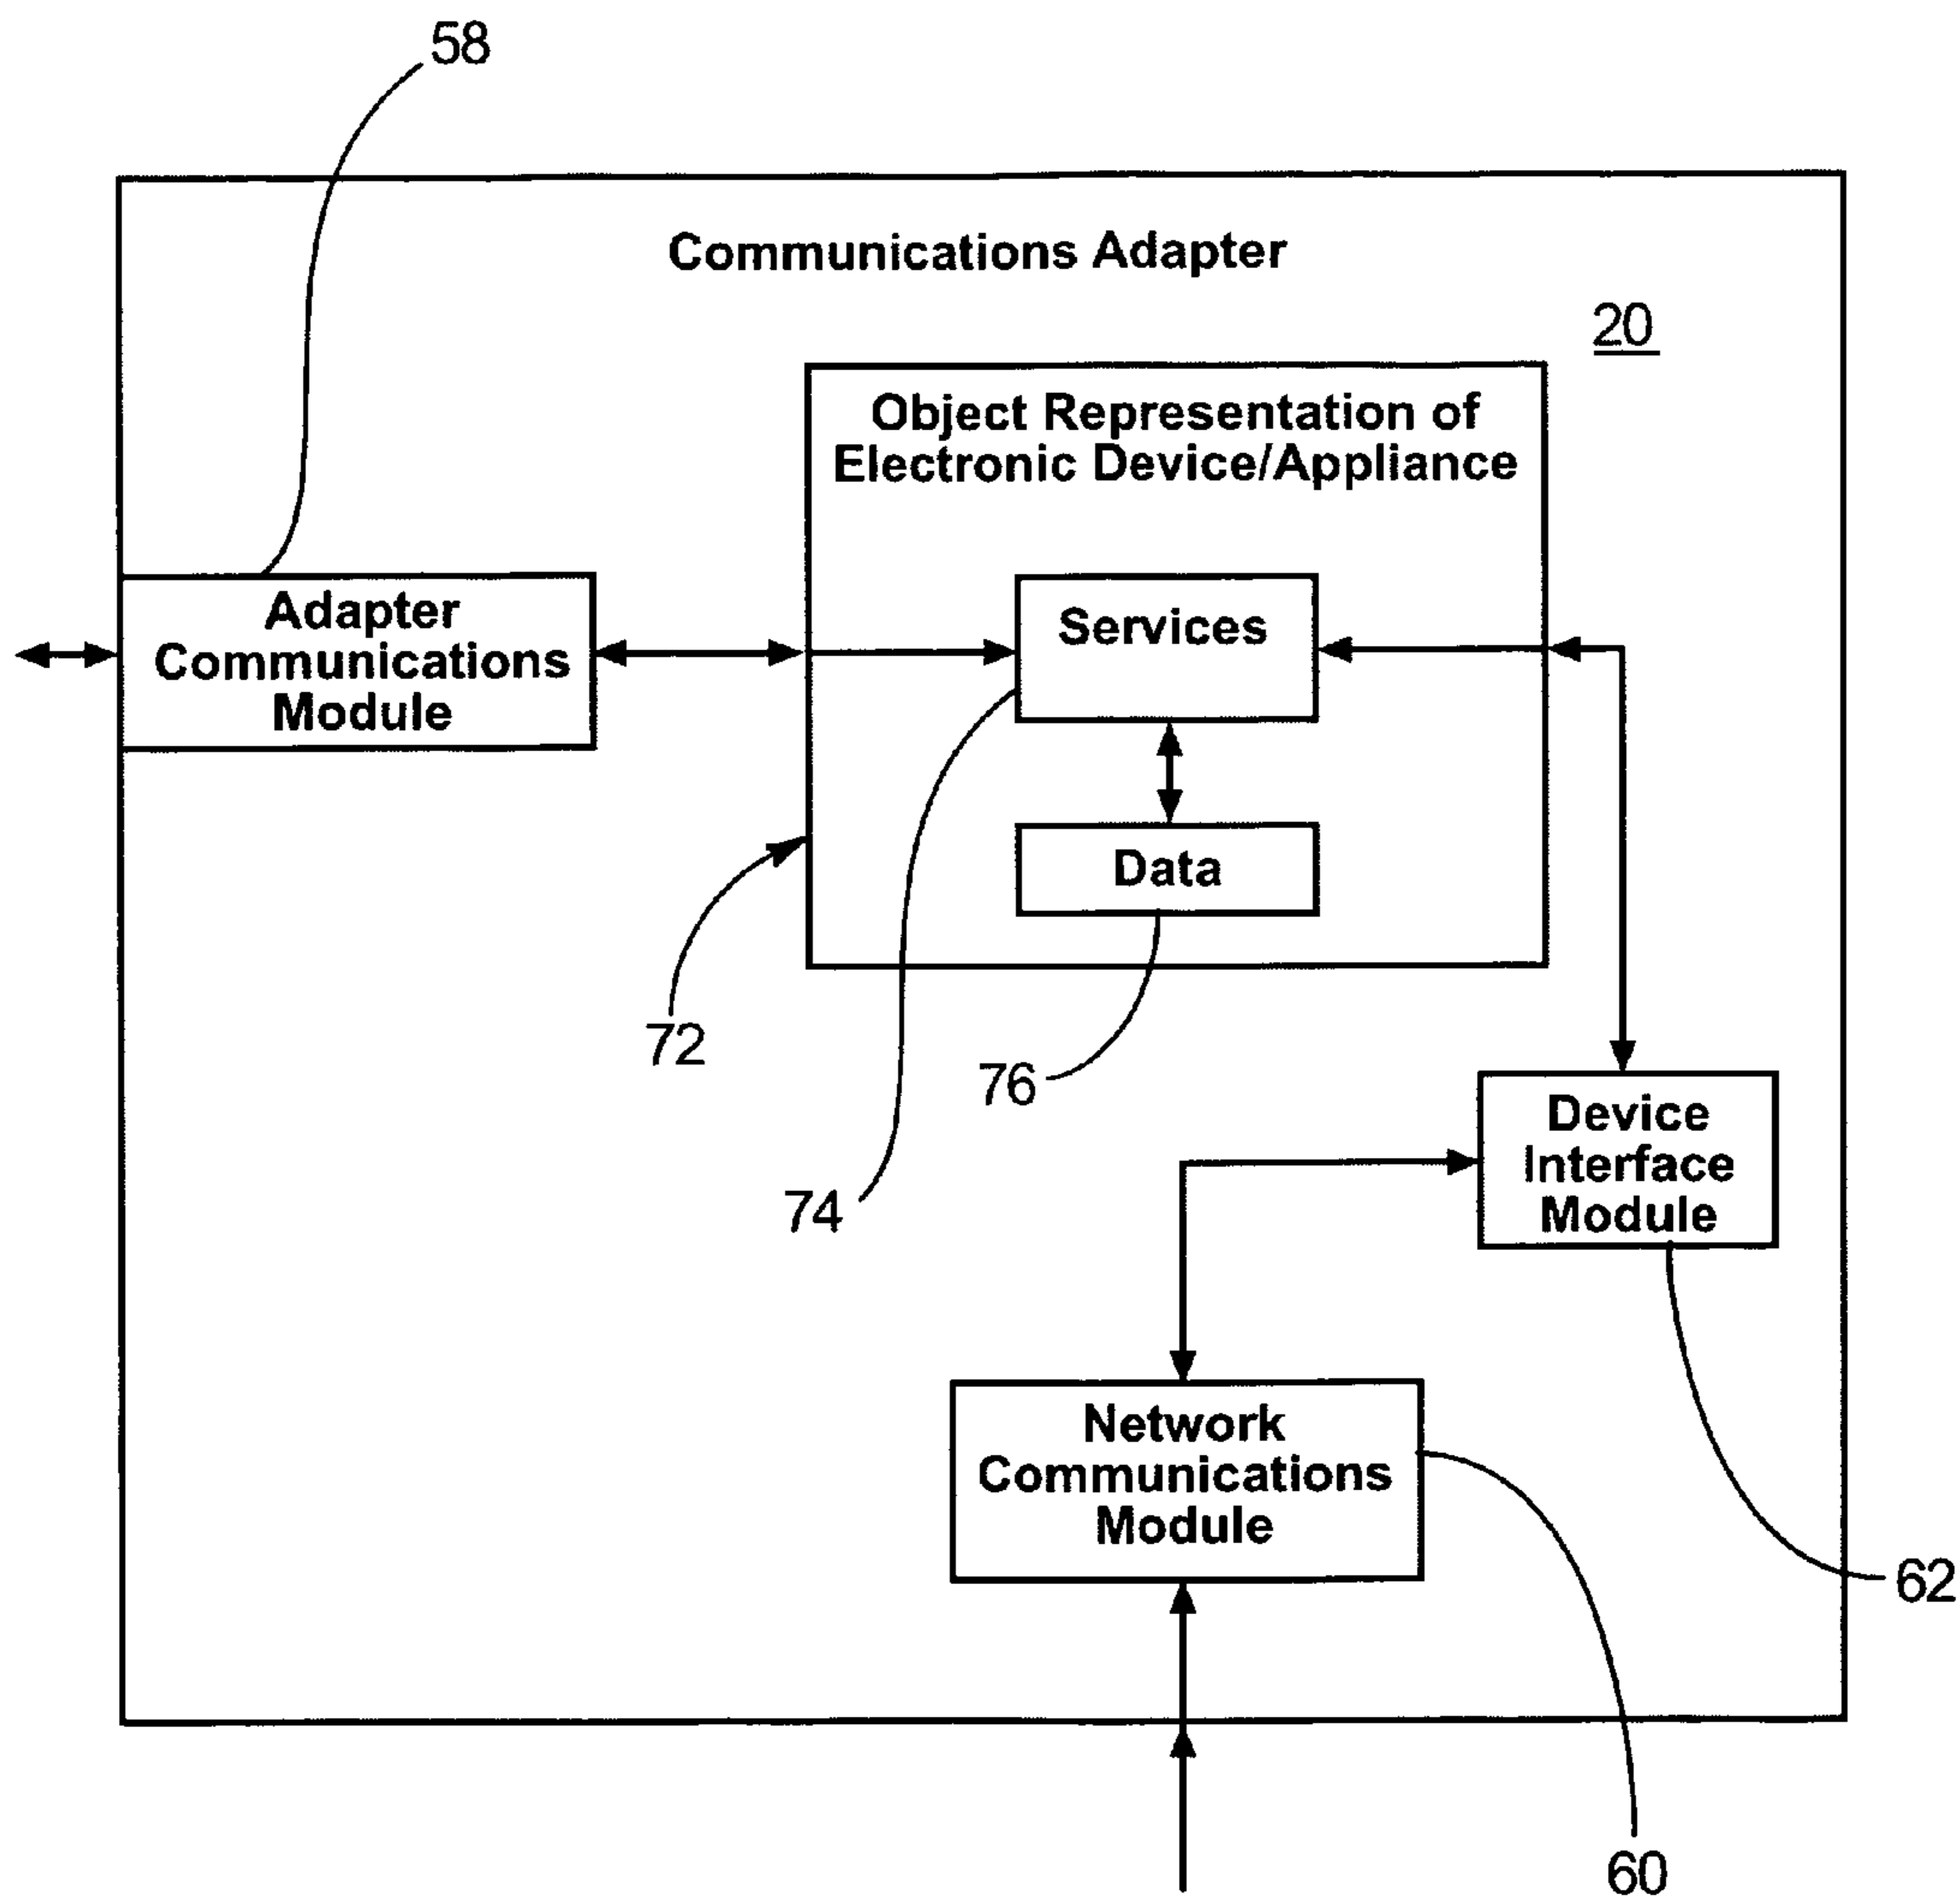 58
Communications Adapter
20
Object Representation of
Electronic Device/Appliance
Adapter
Communications
Module
Services
Data
72
76
74
Device
Interface
Module
Network
Communications
Module
62
60